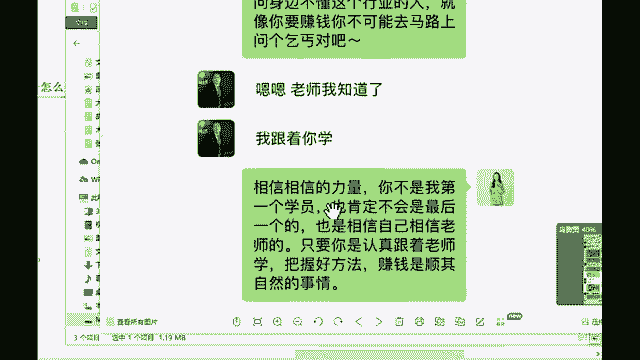 问身边不懂这个行业的人，就
像你要赚钱你不可能去马路上
问个乞丐对吧～
嗯嗯 老师我知道了
我跟着你学
相信相信的力量，你不是我第
一个学员，也肯定不会是最后
一个的，也是相信自己相信老
师的。只要你是认真跟着老师
学，把握好方法，赚钱是顺其
自然的事情。
查看所有图片
new
3 个项目 选中 1 个项目 1.19 MB